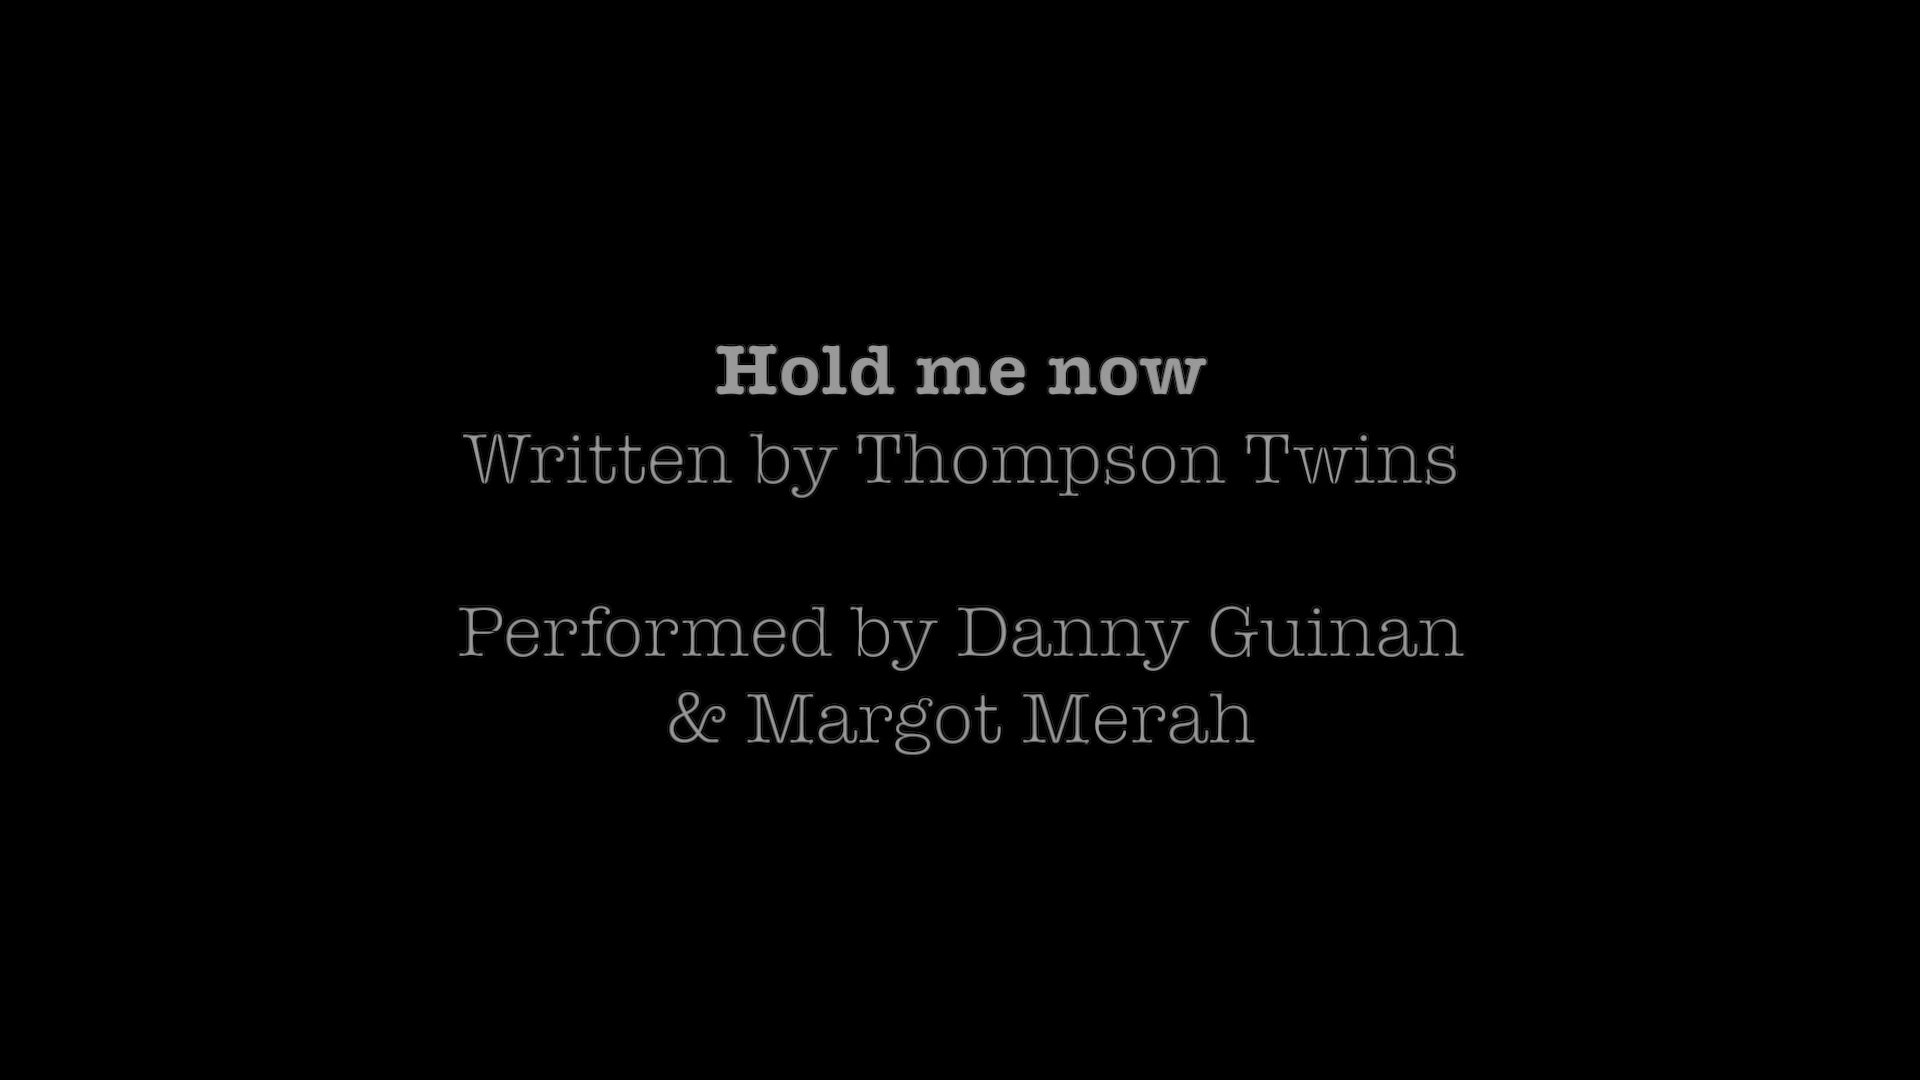 Hold me now
Written by Thompson Twins
Performed by Danny Guinan
& Margot Merah